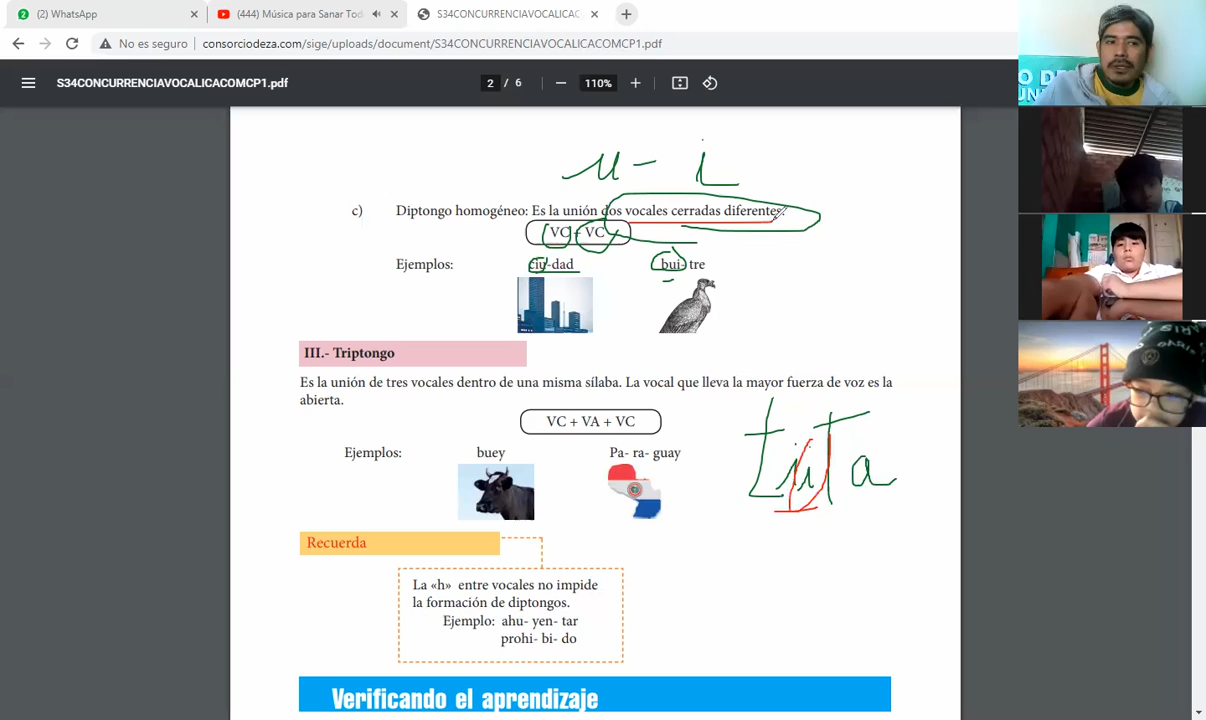 (2) WhatsApp
(444) Música para Sanar Tod
S34CONCURRENCIAVOCALICAC
No es seguro
consorciodeza.com/sige/uploads/document/S34CONCURRENCIAVOCALICACOMCP1.pdf
S34CONCURRENCIAVOCALICACOMCP1.pdf
2 / 6
110%
u - i
c) Diptongo homogéneo: Es la unión dos vocales cerradas diferentes.
VC + VC
Ejemplos: ciu-dad bui- tre
III.- Triptongo
Es la unión de tres vocales dentro de una misma sílaba. La vocal que lleva la mayor fuerza de voz es la
abierta.
VC + VA + VC
Ejemplos: buey Pa- ra- guay
Recuerda
La «h» entre vocales no impide
la formación de diptongos.
Ejemplo: ahu- yen- tar
prohi- bi- do
Verificando el aprendizaje